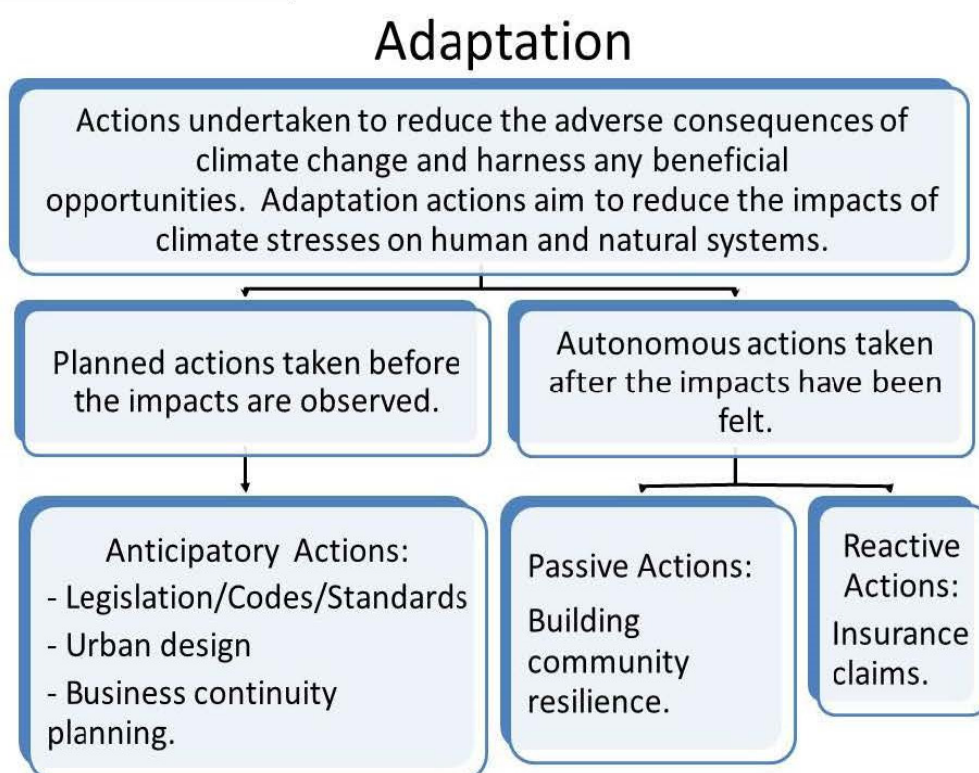 Adaptation
Actions undertaken to reduce the adverse consequences of
climate change and harness any beneficial
opportunities. Adaptation actions aim to reduce the impacts of
climate stresses on human and natural systems.
Planned actions taken before
the impacts are observed.
Autonomous actions taken
after the impacts have been
felt.
Anticipatory Actions:
- Legislation/Codes/Standards
- Urban design
- Business continuity
planning.
Passive Actions:
Building
community
resilience.
Reactive
Actions:
Insurance
claims.